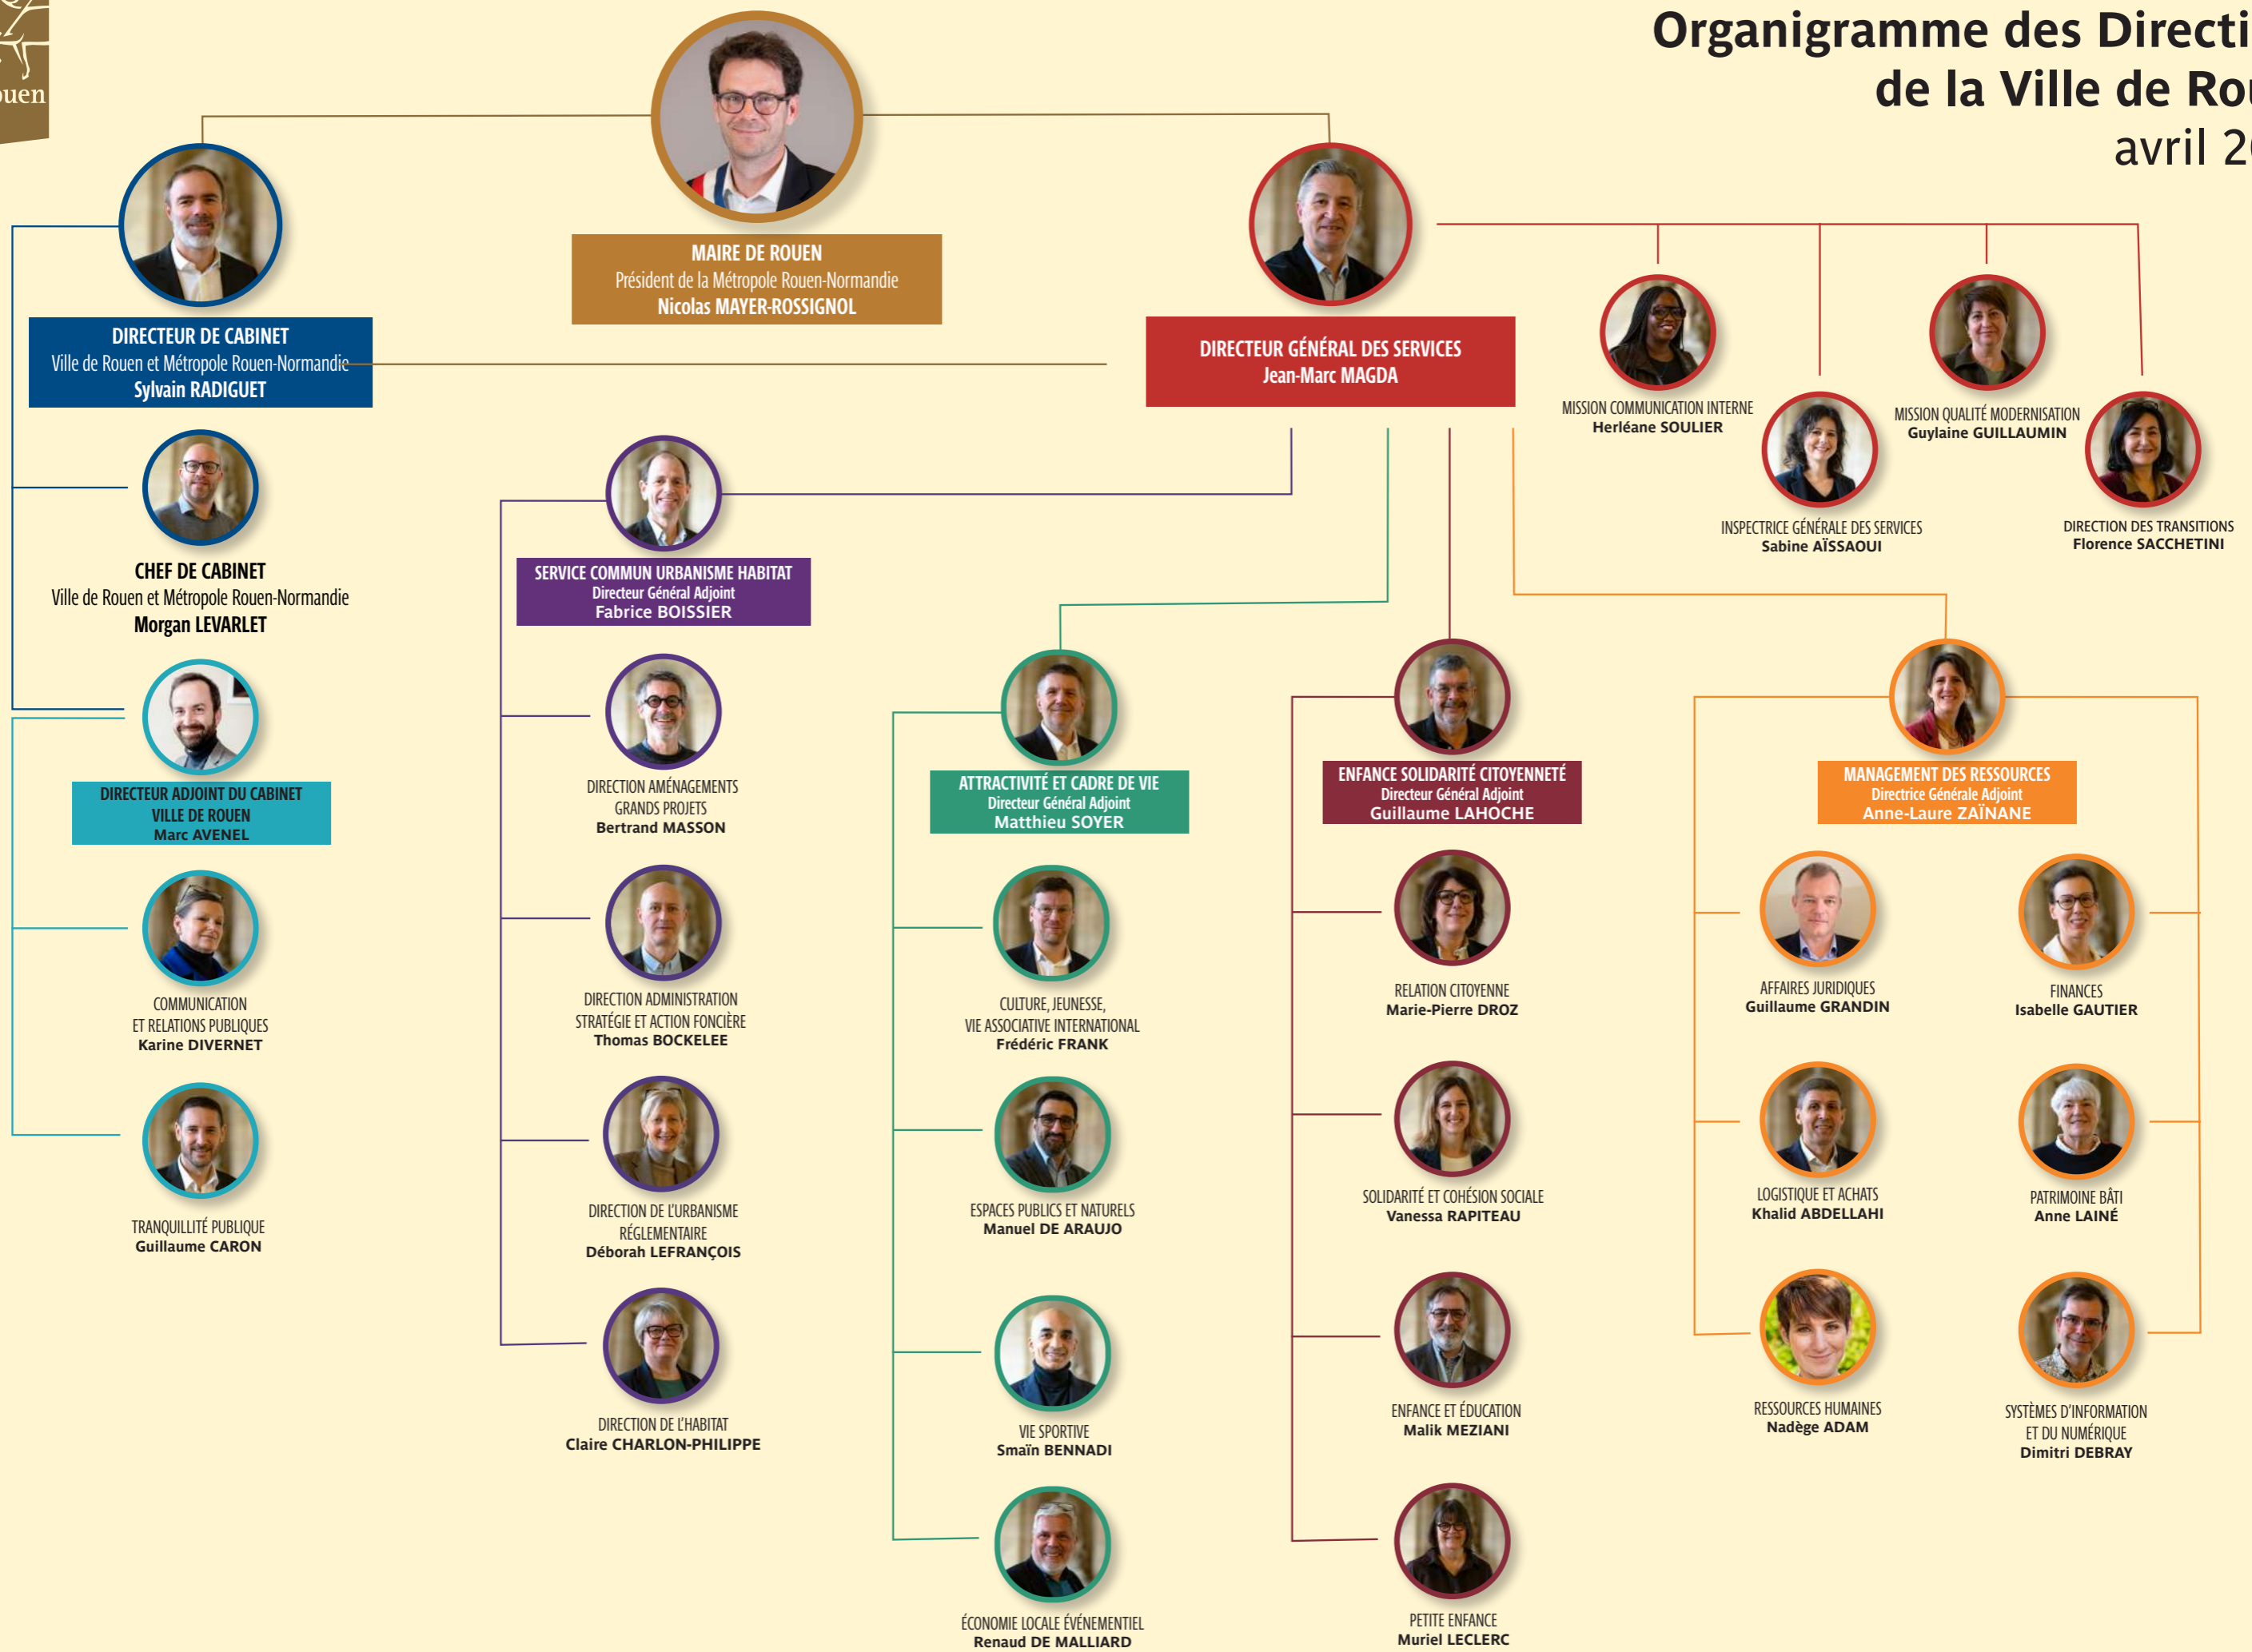 Organigramme des Directi
de la Ville de Rou
avril 20
ouen
MAIRE DE ROUEN
Président de la Métropole Rouen-Normandie
Nicolas MAYER-ROSSIGNOL
DIRECTEUR DE CABINET
Ville de Rouen et Métropole Rouen-Normandie
Sylvain RADIGUET
DIRECTEUR GÉNÉRAL DES SERVICES
Jean-Marc MAGDA
MISSION COMMUNICATION INTERNE
Herléane SOULIER
MISSION QUALITÉ MODERNISATION
Guylaine GUILLAUMIN
INSPECTRICE GÉNÉRALE DES SERVICES
Sabine AÏSSAOUI
DIRECTION DES TRANSITIONS
Florence SACCHETINI
CHEF DE CABINET
Ville de Rouen et Métropole Rouen-Normandie
Morgan LEVARLET
DIRECTEUR ADJOINT DU CABINET
VILLE DE ROUEN
Marc AVENEL
COMMUNICATION
ET RELATIONS PUBLIQUES
Karine DIVERNET
TRANQUILLITÉ PUBLIQUE
Guillaume CARON
SERVICE COMMUN URBANISME HABITAT
Directeur Général Adjoint
Fabrice BOISSIER
DIRECTION AMÉNAGEMENTS
GRANDS PROJETS
Bertrand MASSON
DIRECTION ADMINISTRATION
STRATÉGIE ET ACTION FONCIÈRE
Thomas BOCKELEE
DIRECTION DE L'URBANISME
RÉGLEMENTAIRE
Déborah LEFRANÇOIS
DIRECTION DE L'HABITAT
Claire CHARLON-PHILIPPE
ATTRACTIVITÉ ET CADRE DE VIE
Directeur Général Adjoint
Matthieu SOYER
CULTURE, JEUNESSE,
VIE ASSOCIATIVE INTERNATIONAL
Frédéric FRANK
ESPACES PUBLICS ET NATURELS
Manuel DE ARAUJO
VIE SPORTIVE
Smaïn BENNADI
ÉCONOMIE LOCALE ÉVÉNEMENTIEL
Renaud DE MALLIARD
ENFANCE SOLIDARITÉ CITOYENNETÉ
Directeur Général Adjoint
Guillaume LAHOCHE
RELATION CITOYENNE
Marie-Pierre DROZ
SOLIDARITÉ ET COHÉSION SOCIALE
Vanessa RAPITEAU
ENFANCE ET ÉDUCATION
Malik MEZIANI
PETITE ENFANCE
Muriel LECLERC
MANAGEMENT DES RESSOURCES
Directrice Générale Adjoint
Anne-Laure ZAÏNANE
AFFAIRES JURIDIQUES
Guillaume GRANDIN
FINANCES
Isabelle GAUTIER
LOGISTIQUE ET ACHATS
Khalid ABDELLAHI
PATRIMOINE BÂTI
Anne LAINÉ
RESSOURCES HUMAINES
Nadège ADAM
SYSTÈMES D'INFORMATION
ET DU NUMÉRIQUE
Dimitri DEBRAY